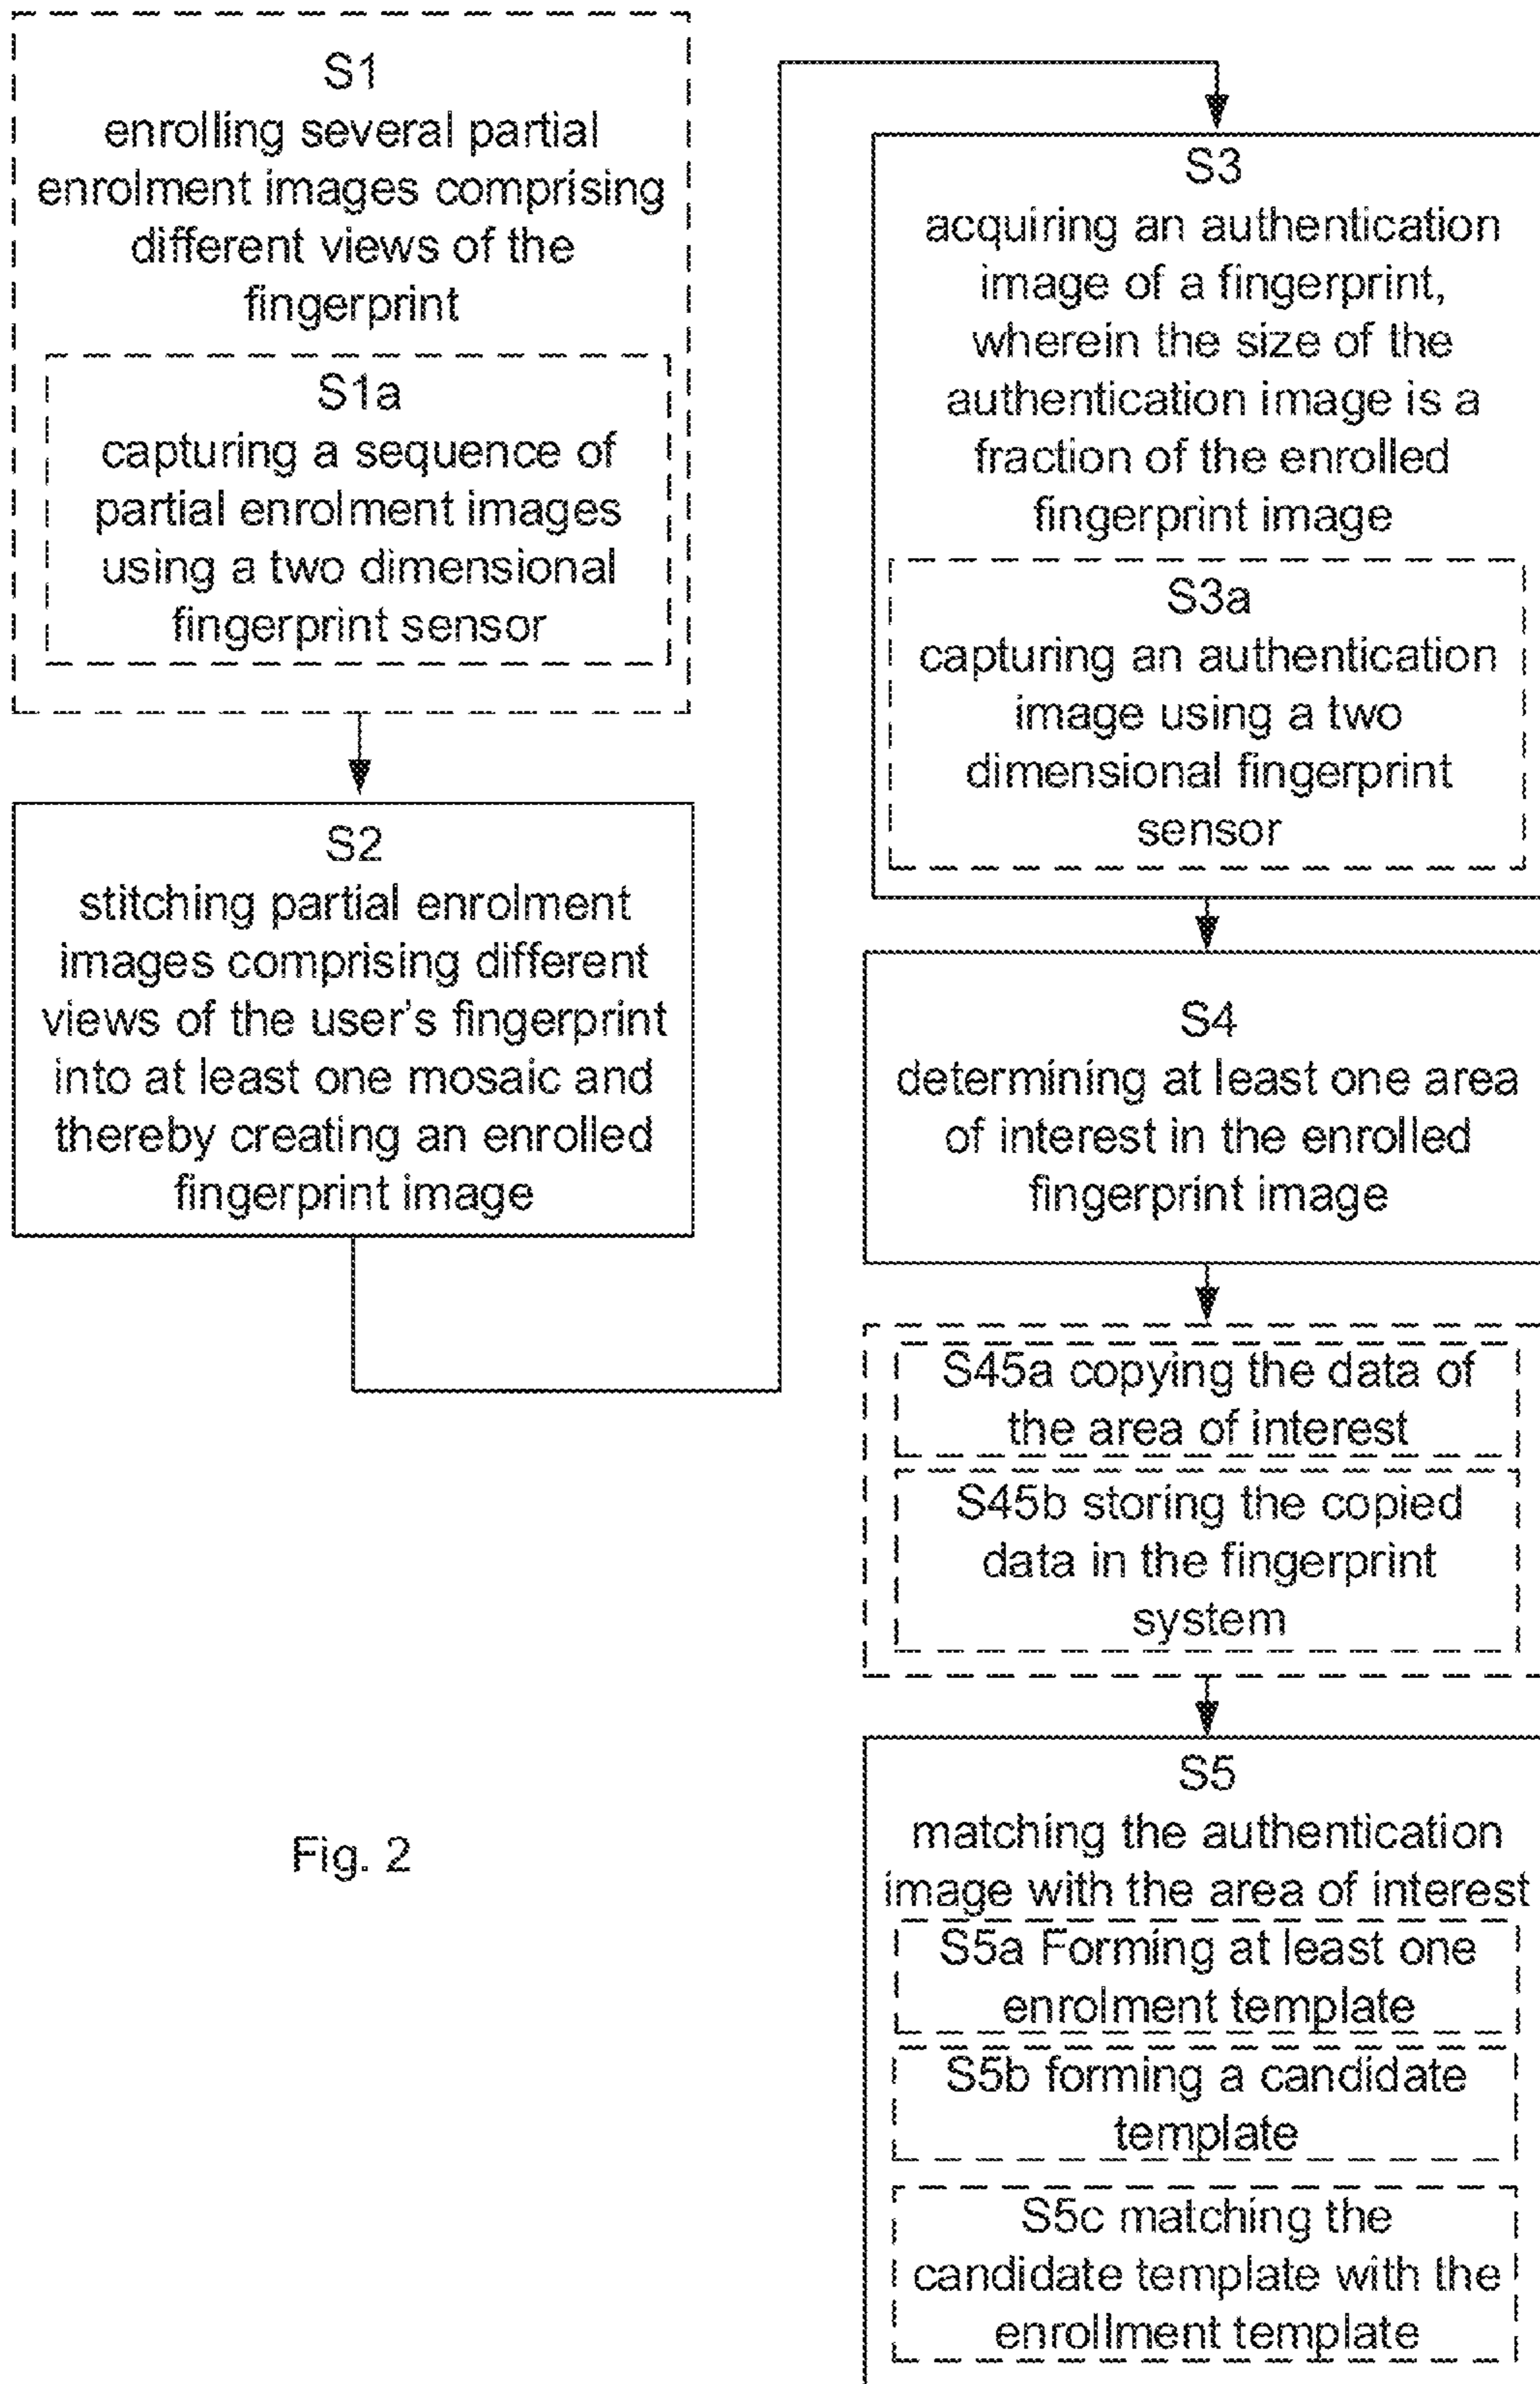 S1
enrolling several partial
enrolment images comprising
different views of the
fingerprint
S1a
capturing a sequence of
partial enrolment images
using a two dimensional
fingerprint sensor
S2
stitching partial enrolment
images comprising different
views of the user's fingerprint
into at least one mosaic and
thereby creating an enrolled
fingerprint image
S3
acquiring an authentication
image of a fingerprint,
wherein the size of the
authentication image is a
fraction of the enrolled
fingerprint image
S3a
capturing an authentication
image using a two
dimensional fingerprint
sensor
S4
determining at least one area
of interest in the enrolled
fingerprint image
S45a copying the data of
the area of interest
S45b storing the copied
data in the fingerprint
system
S5
matching the authentication
image with the area of interest
S5a Forming at least one
enrolment template
S5b forming a candidate
template
S5c matching the
candidate template with the
enrollment template
Fig. 2